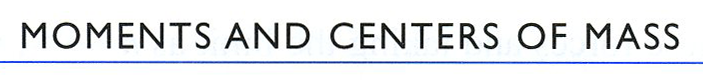 MOMENTS AND CENTERS OF MASS